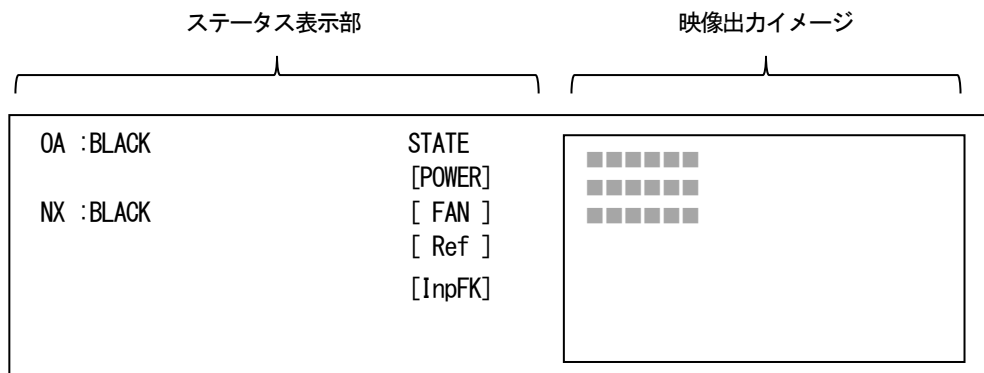 ステータス表示部
映像出力イメージ
OA :BLACK
STATE
[POWER]
NX :BLACK
[ FAN ]
[ Ref ]
[InpFK]
■■■■■■
■■■■■■
■■■■■■